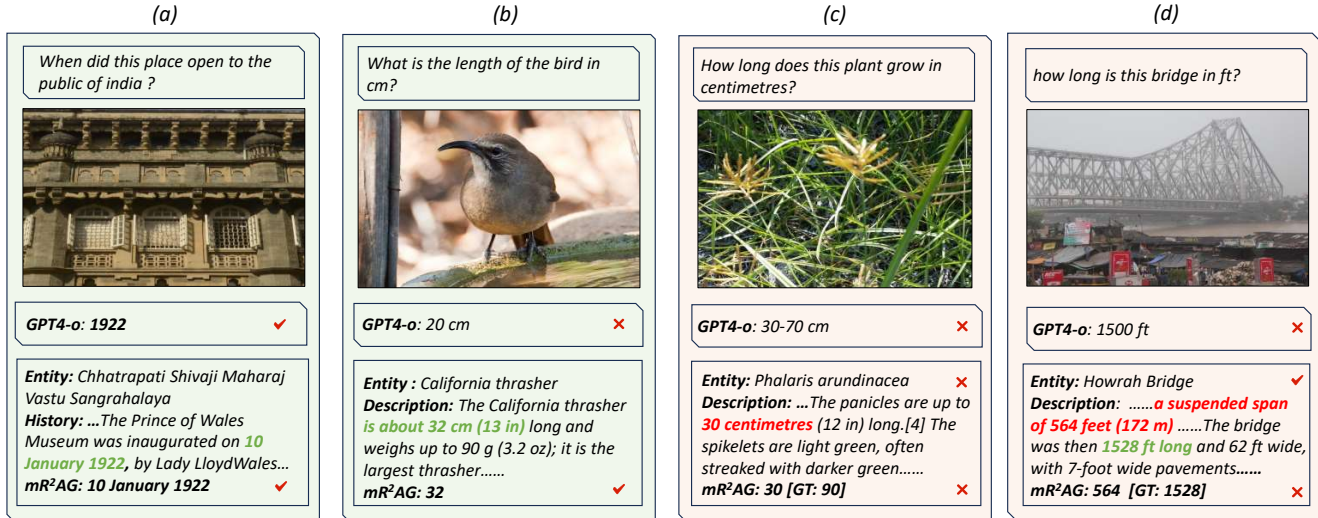 (a)
When did this place open to the
public of india ?
GPT4-o: 1922
Entity: Chhatrapati Shivaji Maharaj
Vastu Sangrahalaya
History: ...The Prince of Wales
Museum was inaugurated on 10
January 1922, by Lady LloydWales...
mR²AG: 10 January 1922
(b)
What is the length of the bird in
cm?
GPT4-o: 20 cm
Entity : California thrasher
Description: The California thrasher
is about 32 cm (13 in) long and
weighs up to 90 g (3.2 oz); it is the
largest thrasher......
mR²AG: 32
(c)
How long does this plant grow in
centimetres?
GPT4-o: 30-70 cm
Entity: Phalaris arundinacea
Description: ...The panicles are up to
30 centimetres (12 in) long.[4] The
spikelets are light green, often
streaked with darker green......
mR²AG: 30 [GT: 90]
(d)
how long is this bridge in ft?
GPT4-o: 1500 ft
Entity: Howrah Bridge
Description: ......a suspended span
of 564 feet (172 m) ......The bridge
was then 1528 ft long and 62 ft wide,
with 7-foot wide pavements......
mR²AG: 564 [GT: 1528]